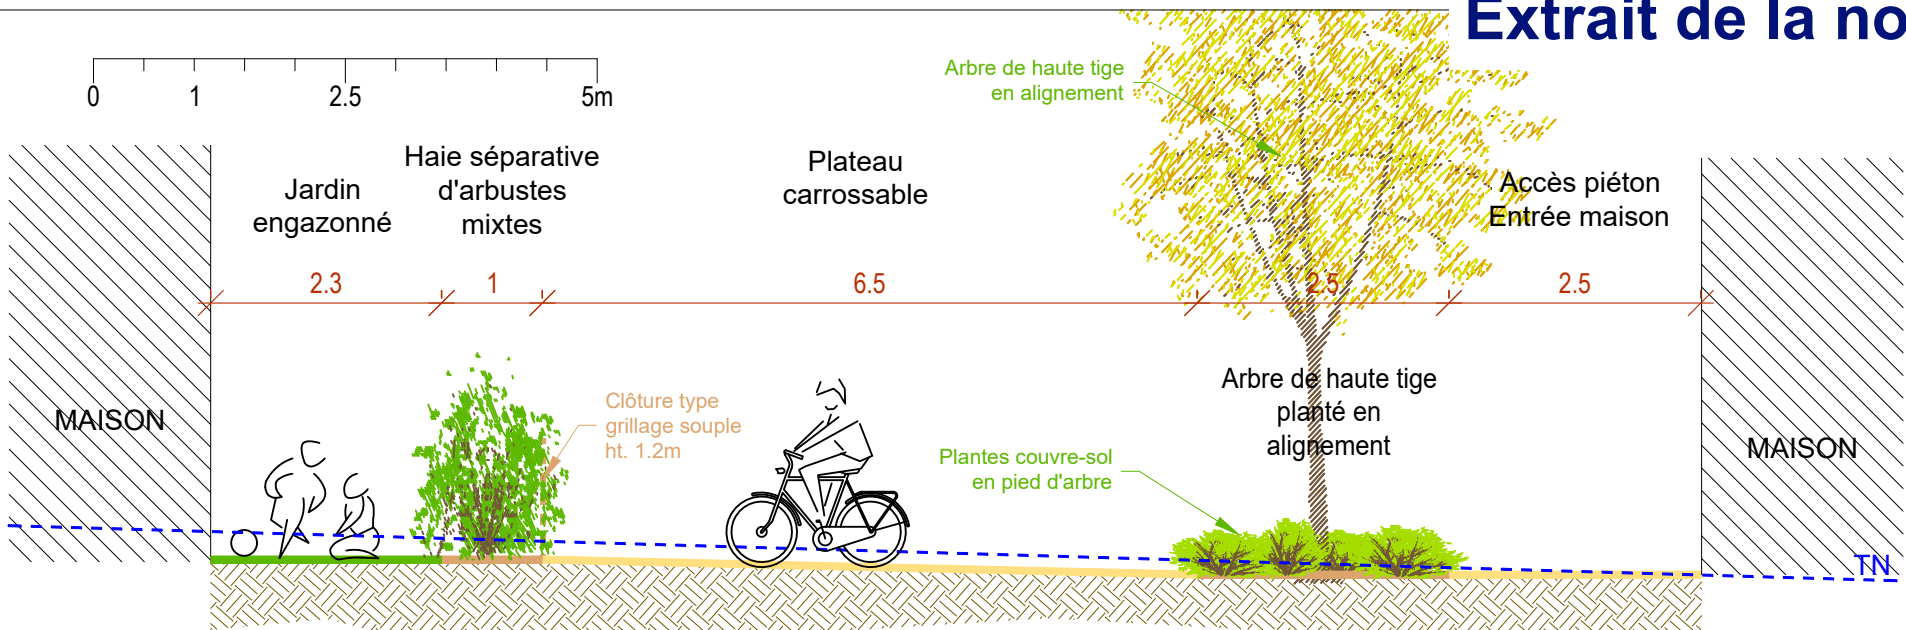 Extrait de la no
0 1 2.5 5m
Arbre de haute tige
en alignement
Jardin
engazonné
Haie séparative
d'arbustes
mixtes
Plateau
carrossable
Accès piéton
Entrée maison
2.3 1 6.5 2.5 2.5
MAISON
Clôture type
grillage souple
ht. 1.2m
Arbre de haute tige
planté en
alignement
Plantes couvre-sol
en pied d'arbre
MAISON
TN